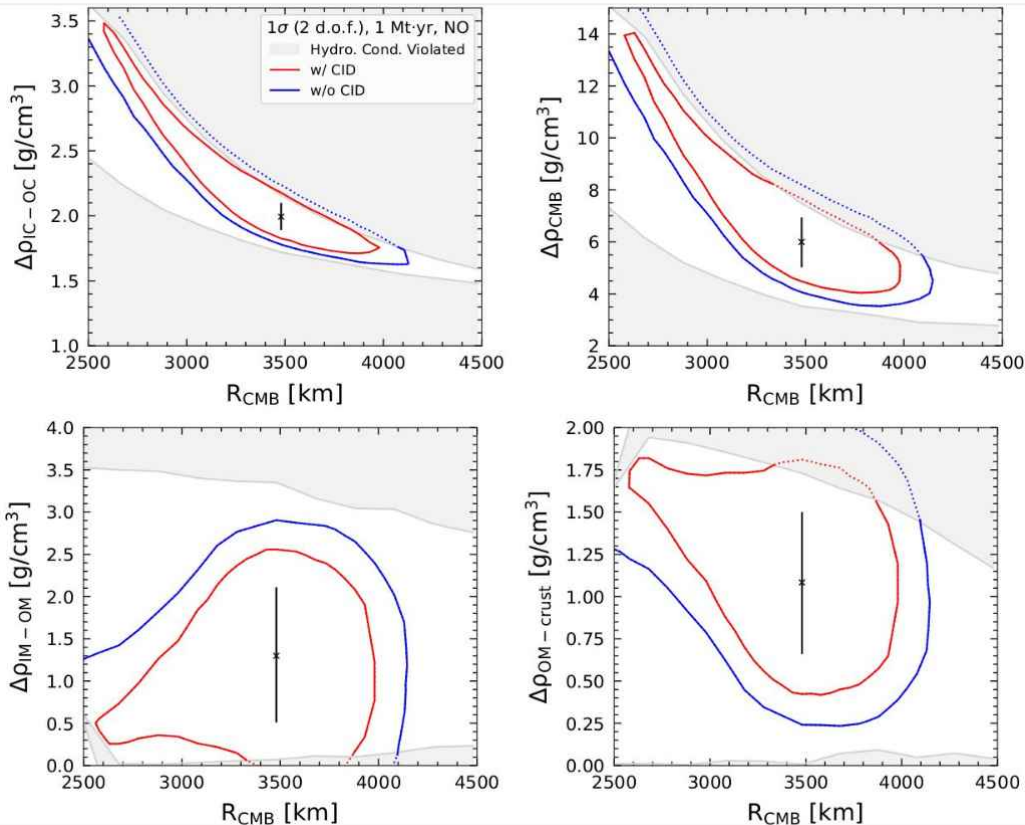 1σ (2 d.o.f.), 1 Mt·yr, NO
Hydro. Cond. Violated
w/ CID
w/o CID
Δρ_IC−OC [g/cm³]
3.5
3.0
2.5
2.0
1.5
1.0
2500 3000 3500 4000 4500
R_CMB [km]
Δρ_CMB [g/cm³]
14
12
10
8
6
4
2
2500 3000 3500 4000 4500
R_CMB [km]
Δρ_IM−OM [g/cm³]
4.0
3.5
3.0
2.5
2.0
1.5
1.0
0.5
0.0
2500 3000 3500 4000 4500
R_CMB [km]
Δρ_OM−crust [g/cm³]
2.00
1.75
1.50
1.25
1.00
0.75
0.50
0.25
0.00
2500 3000 3500 4000 4500
R_CMB [km]